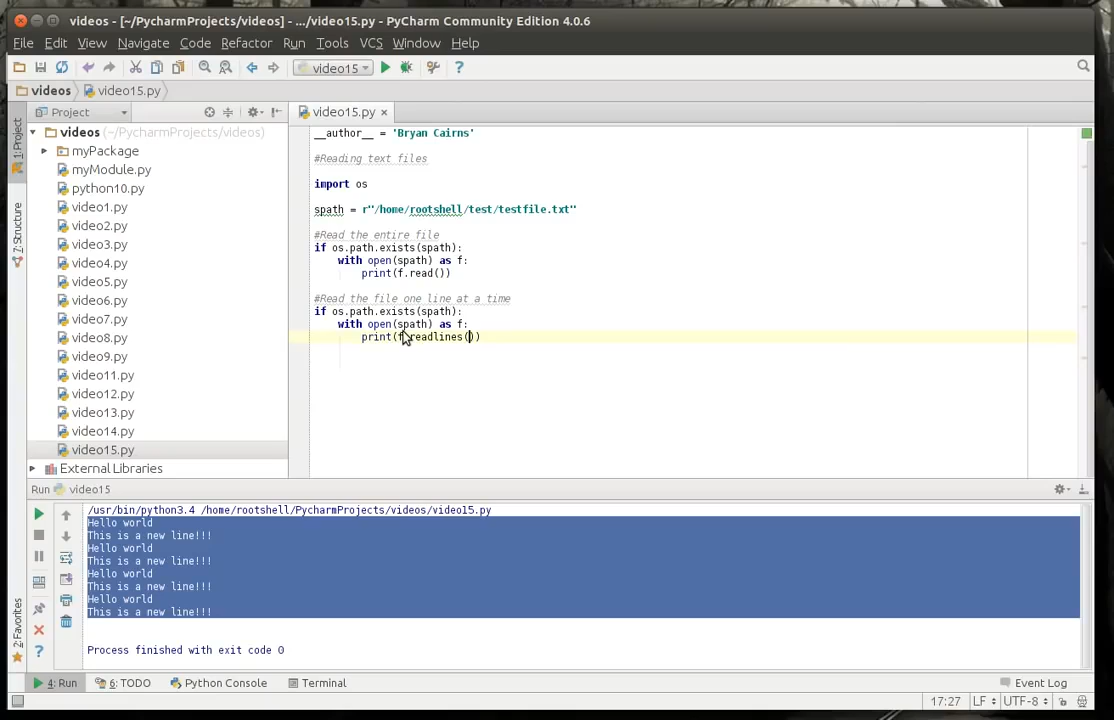 videos - [~/PycharmProjects/videos] - .../video15.py - PyCharm Community Edition 4.0.6
File Edit View Navigate Code Refactor Run Tools VCS Window Help
video15
videos video15.py
Project
video15.py ×
1: Project
2: Structure
2: Favorites
videos (~/PycharmProjects/videos)
myPackage
myModule.py
python10.py
video1.py
video2.py
video3.py
video4.py
video5.py
video6.py
video7.py
video8.py
video9.py
video11.py
video12.py
video13.py
video14.py
video15.py
External Libraries
__author__ = 'Bryan Cairns'
#Reading text files
import os
spath = r"/home/rootshell/test/testfile.txt"
#Read the entire file
if os.path.exists(spath):
with open(spath) as f:
print(f.read())
#Read the file one line at a time
if os.path.exists(spath):
with open(spath) as f:
print(f.readlines())
Run video15
/usr/bin/python3.4 /home/rootshell/PycharmProjects/videos/video15.py
Hello world
This is a new line!!!
Hello world
This is a new line!!!
Hello world
This is a new line!!!
Hello world
This is a new line!!!
Process finished with exit code 0
4: Run 6: TODO Python Console Terminal Event Log
17:27 LF UTF-8